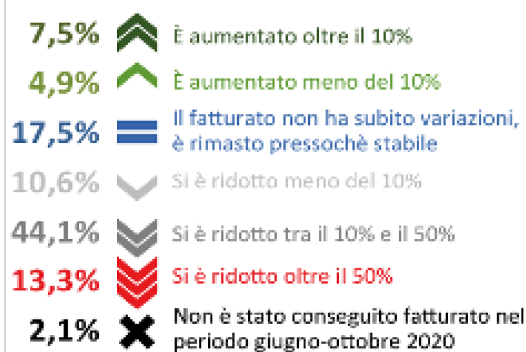 7,5% È aumentato oltre il 10%
4,9% È aumentato meno del 10%
17,5% Il fatturato non ha subito variazioni,
è rimasto pressochè stabile
10,6% Si è ridotto meno del 10%
44,1% Si è ridotto tra il 10% e il 50%
13,3% Si è ridotto oltre il 50%
2,1% Non è stato conseguito fatturato nel
periodo giugno-ottobre 2020